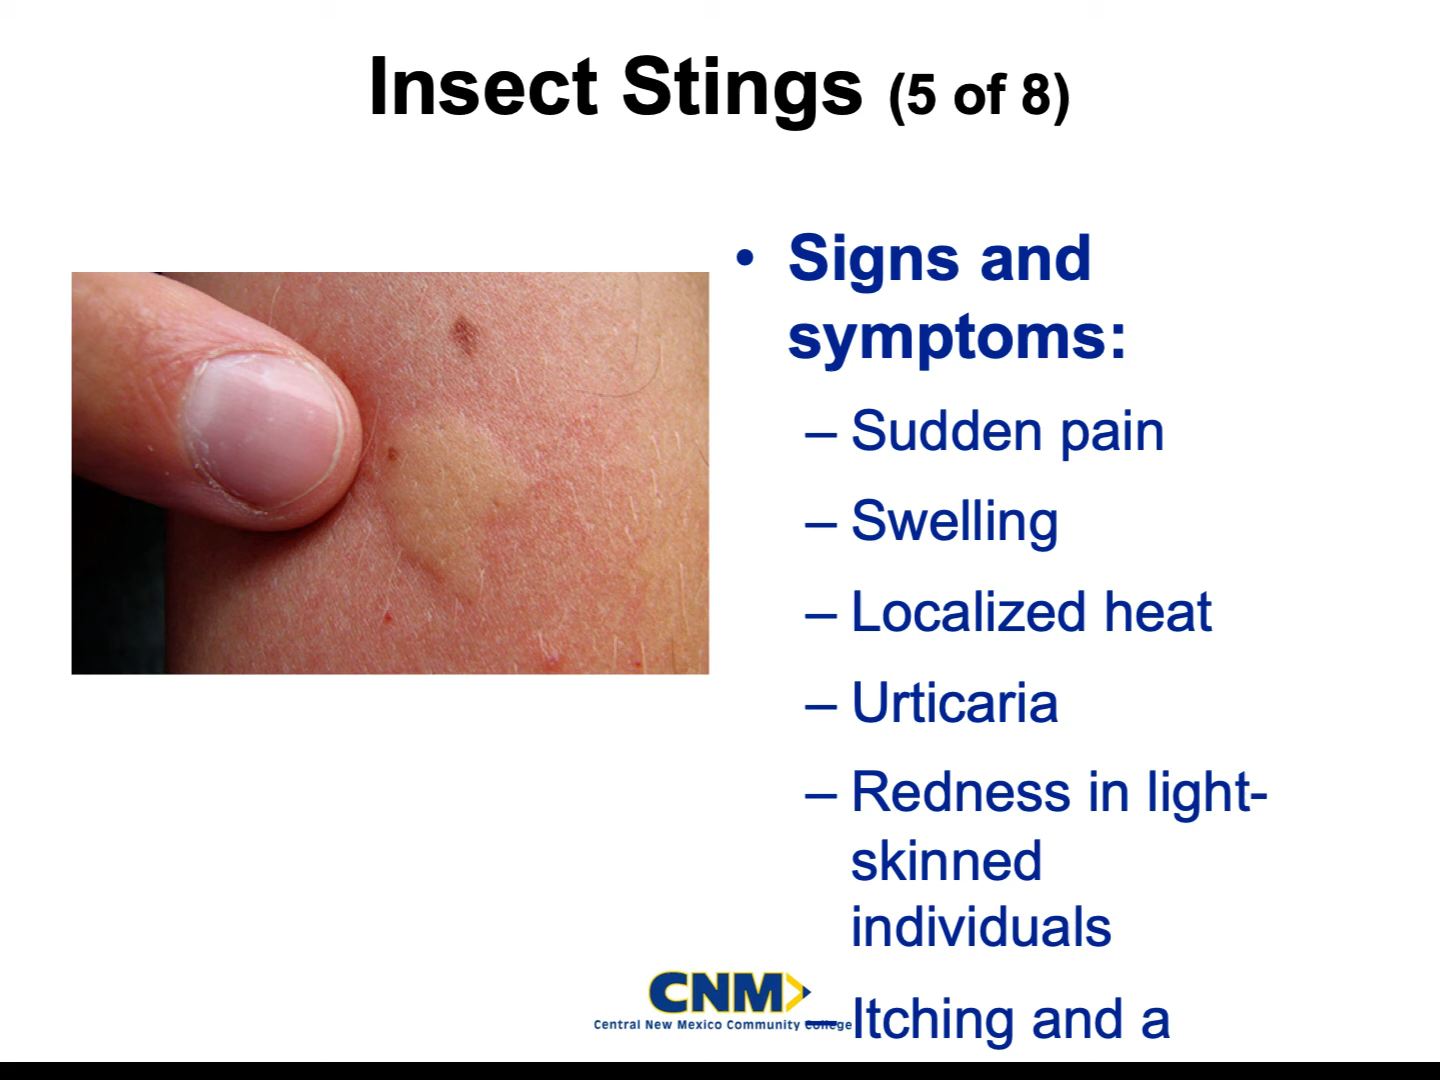 Insect Stings (5 of 8)
• Signs and
symptoms:
– Sudden pain
– Swelling
– Localized heat
– Urticaria
– Redness in light-
skinned
individuals
– Itching and a
CNM
Central New Mexico Community College